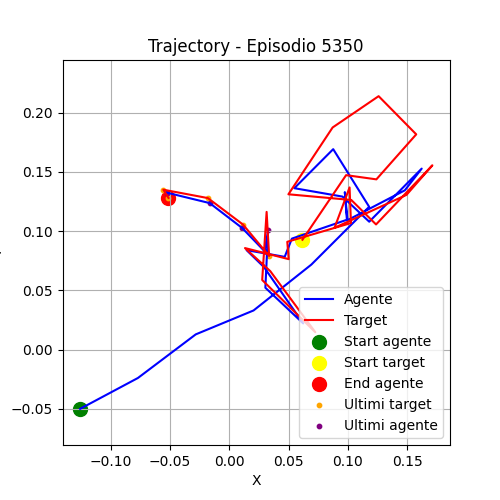 Trajectory - Episodio 5350
0.20
0.15
0.10
0.05
0.00
−0.05
−0.10
−0.05
0.00
0.05
0.10
0.15
X
Agente
Target
Start agente
Start target
End agente
Ultimi target
Ultimi agente